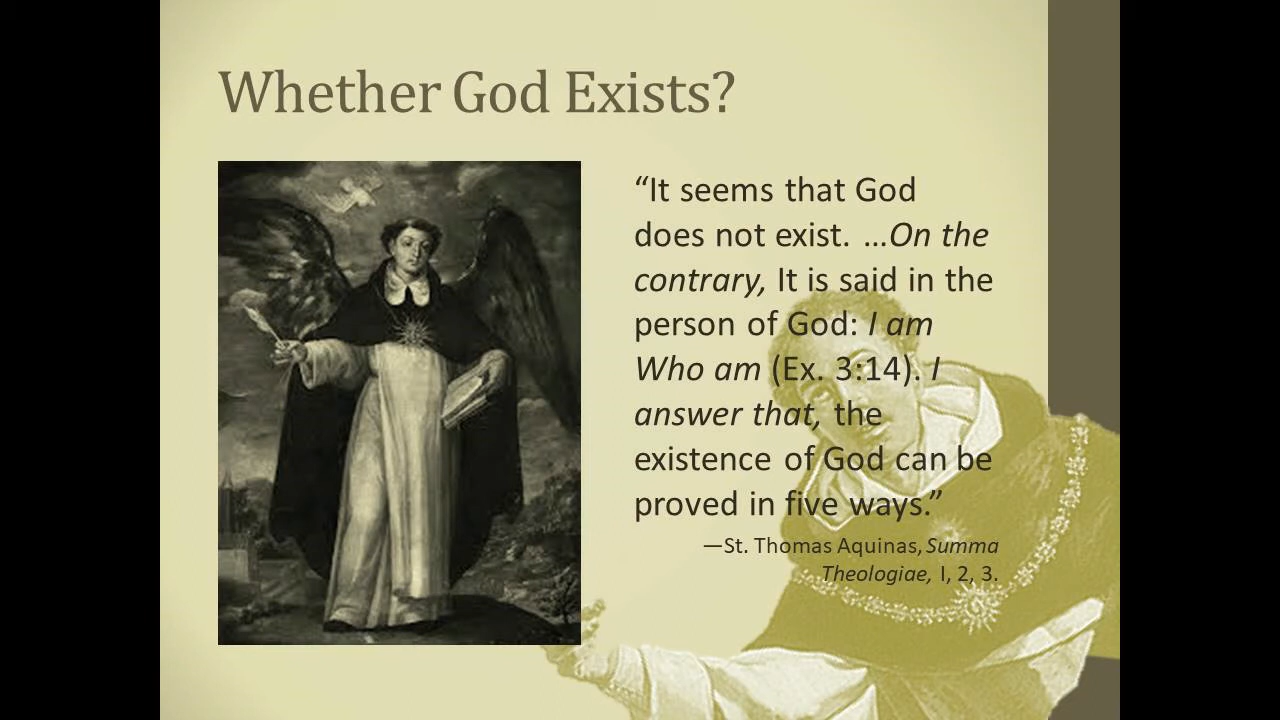 Whether God Exists?
“It seems that God
does not exist. …On the
contrary, It is said in the
person of God: I am
Who am (Ex. 3:14). I
answer that, the
existence of God can be
proved in five ways.”
—St. Thomas Aquinas, Summa
Theologiae, I, 2, 3.